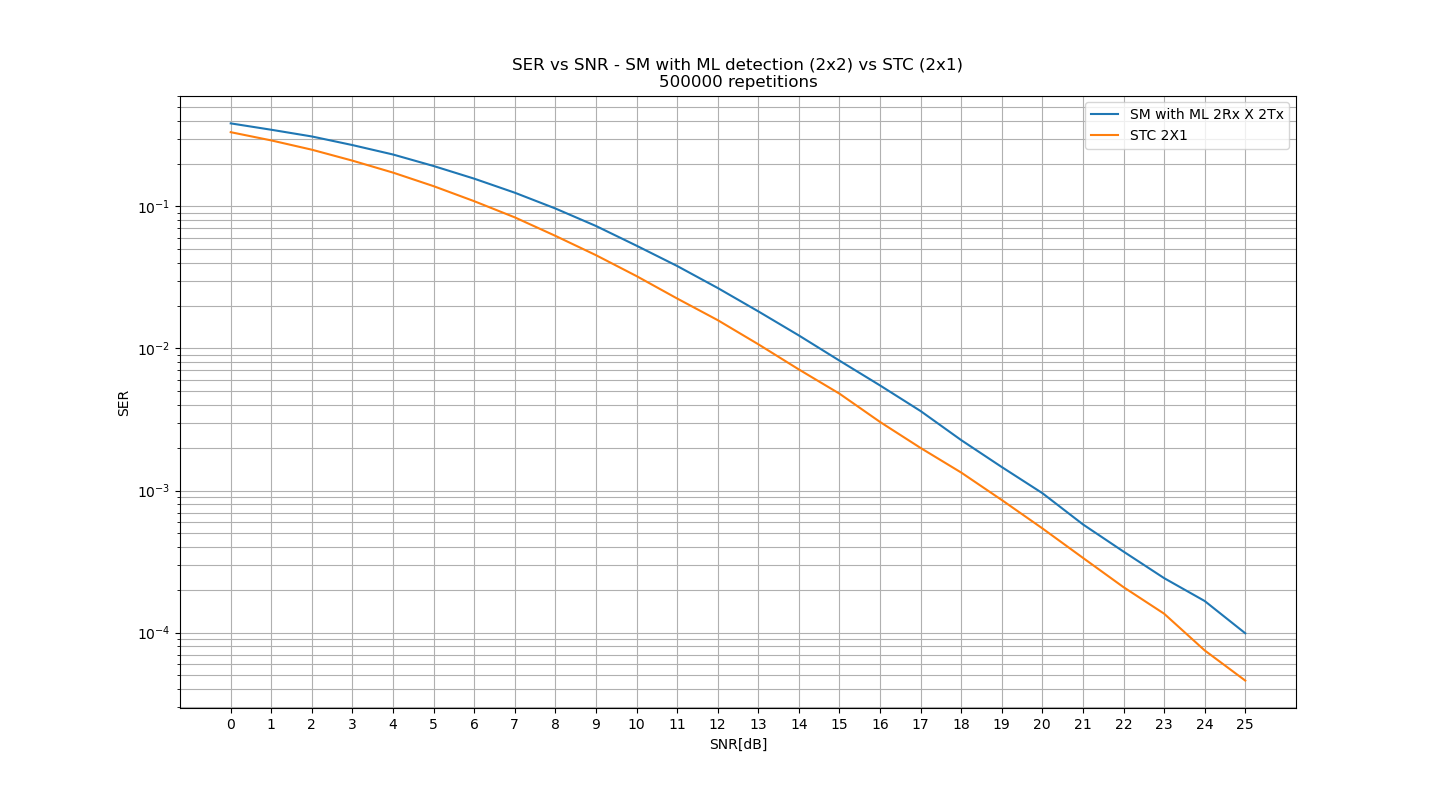 SER vs SNR - SM with ML detection (2x2) vs STC (2x1)
500000 repetitions
SM with ML 2Rx X 2Tx
STC 2X1
10⁻¹
10⁻²
10⁻³
10⁻⁴
SER
0 1 2 3 4 5 6 7 8 9 10 11 12 13 14 15 16 17 18 19 20 21 22 23 24 25
SNR[dB]